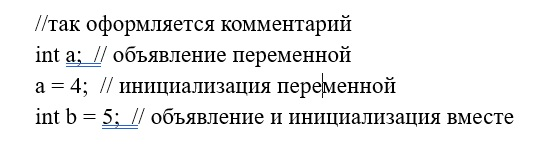 //так оформляется комментарий
int a;  // объявление переменной
a = 4;  // инициализация переменной
int b = 5;  // объявление и инициализация вместе